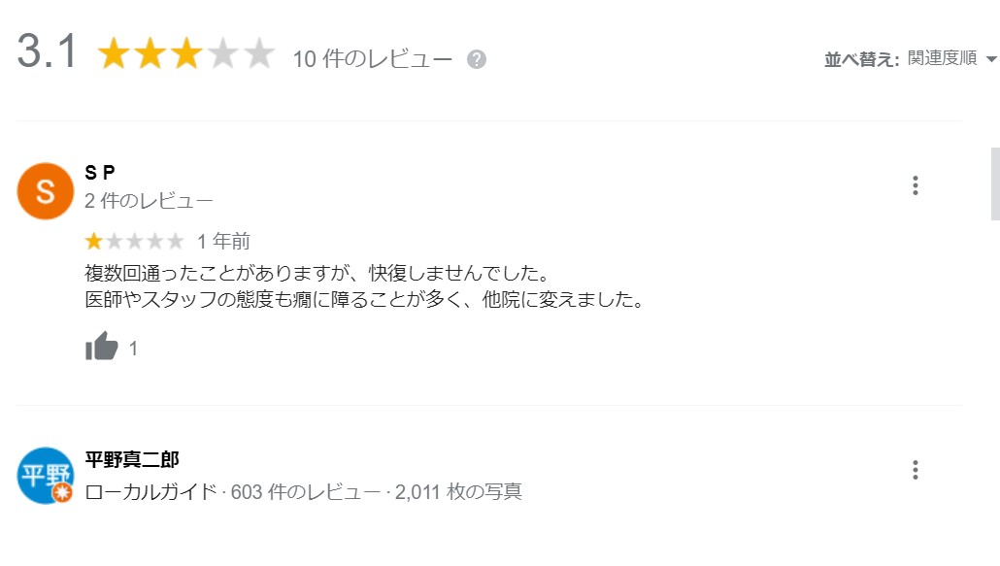 3.1 10 件のレビュー ?
並べ替え: 関連度順
S
S P
2 件のレビュー
1 年前
複数回通ったことがありますが、快復しませんでした。
医師やスタッフの態度も癇に障ることが多く、他院に変えました。
1
平野
平野真二郎
ローカルガイド · 603 件のレビュー · 2,011 枚の写真